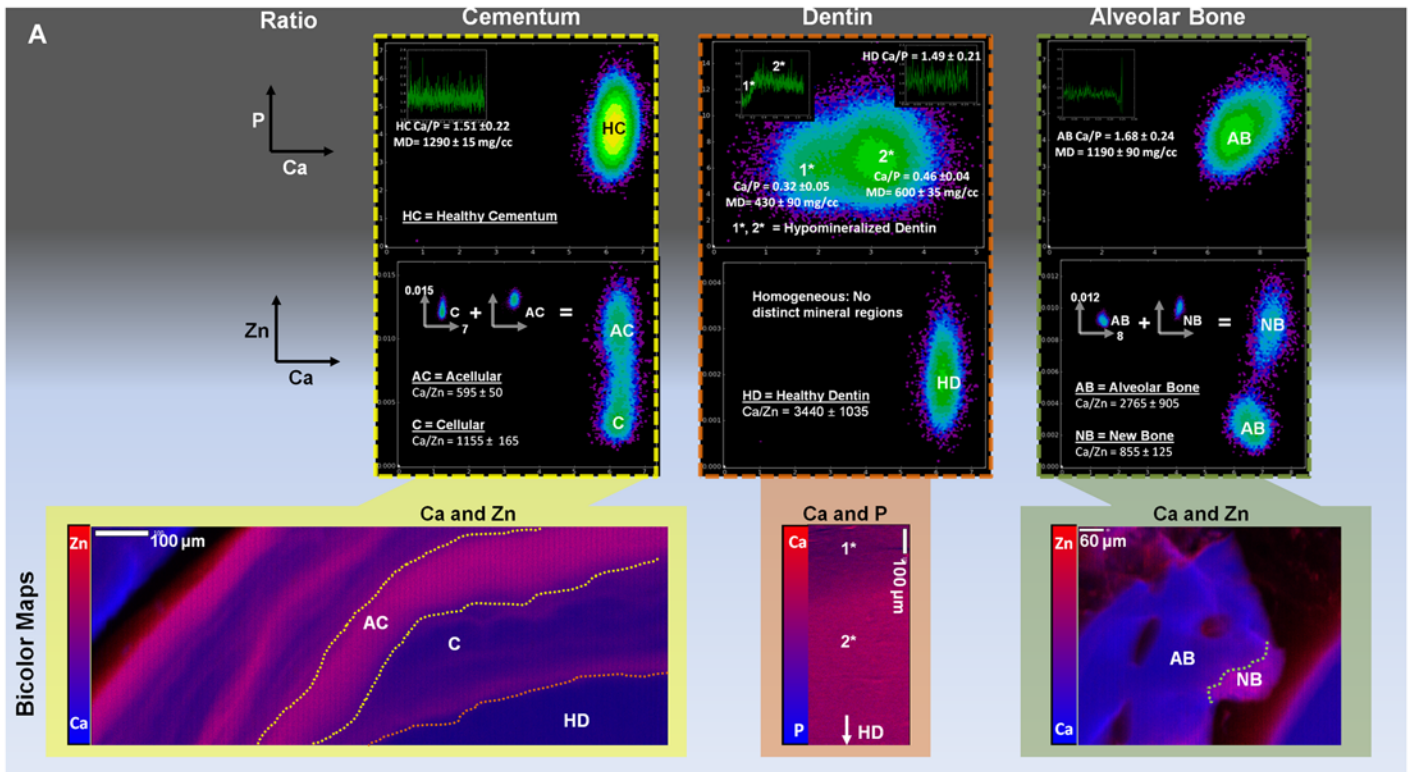 A
Ratio
Cementum
Dentin
Alveolar Bone
P
Ca
HC Ca/P = 1.51 ±0.22
MD= 1290 ± 15 mg/cc
HC
HC = Healthy Cementum
1*
2*
HD Ca/P = 1.49 ± 0.21
1*
2*
Ca/P = 0.32 ±0.05
MD= 430 ± 90 mg/cc
Ca/P = 0.46 ±0.04
MD= 600 ± 35 mg/cc
1*, 2* = Hypomineralized Dentin
AB Ca/P = 1.68 ± 0.24
MD = 1190 ± 90 mg/cc
AB
Zn
Ca
0.015
C
7
+
AC
=
AC
AC = Acellular
Ca/Zn = 595 ± 50
C = Cellular
Ca/Zn = 1155 ± 165
C
Homogeneous: No
distinct mineral regions
HD = Healthy Dentin
Ca/Zn = 3440 ± 1035
HD
0.012
AB
8
+
NB
=
NB
AB = Alveolar Bone
Ca/Zn = 2765 ± 905
NB = New Bone
Ca/Zn = 855 ± 125
AB
Bicolor Maps
Ca and Zn
Zn
Ca
100 µm
AC
C
HD
Ca and P
Ca
P
1*
100 µm
2*
HD
Ca and Zn
Zn
Ca
60 µm
AB
NB